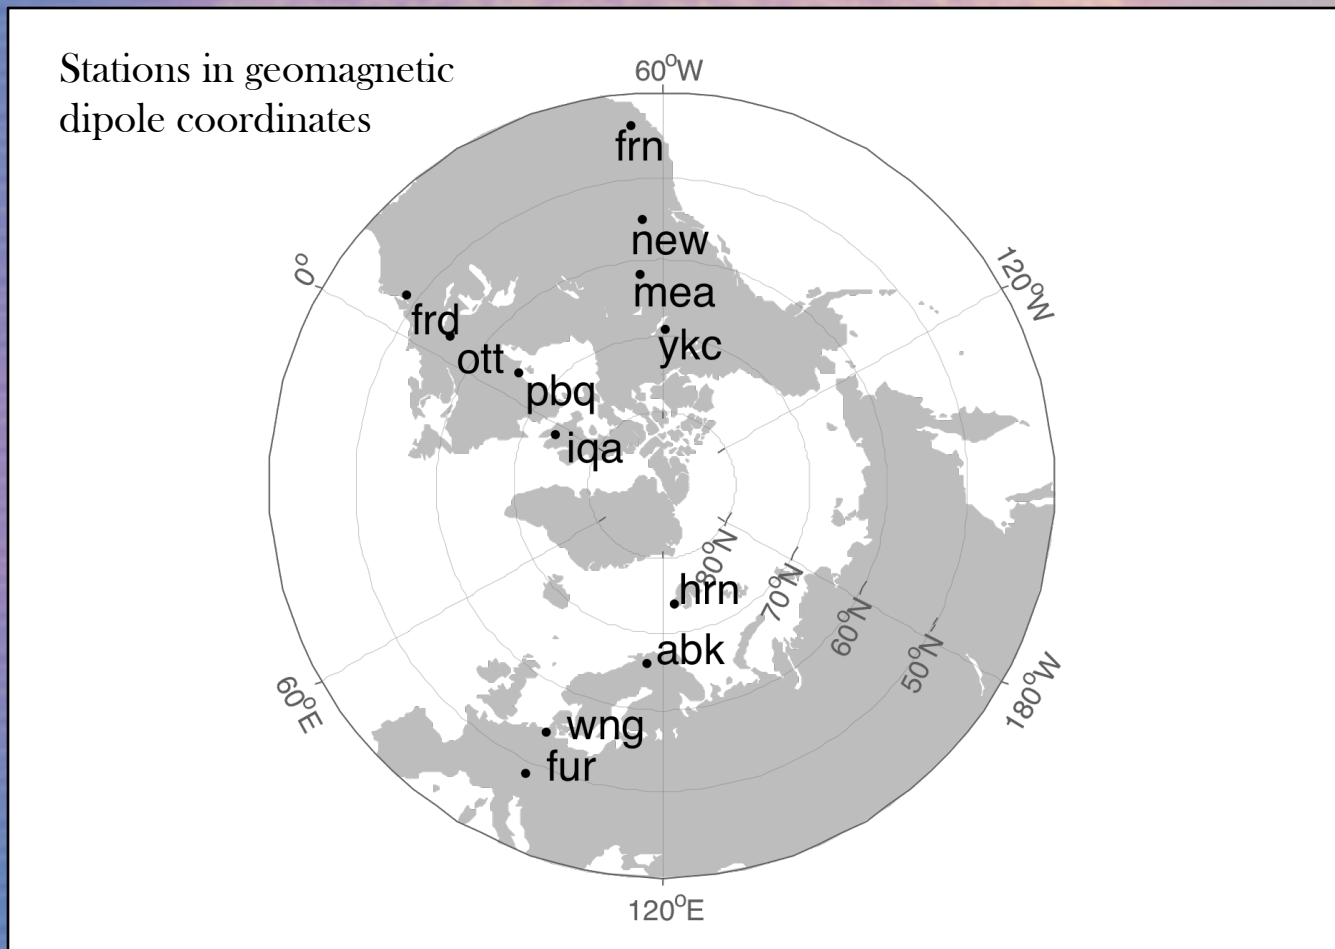 Stations in geomagnetic
dipole coordinates
60°W
frn
new
mea
ykc
0°
120°W
frd
ott
pbq
iqa
80°N
70°N
60°N
50°N
hrn
abk
wng
fur
60°E
180°W
120°E